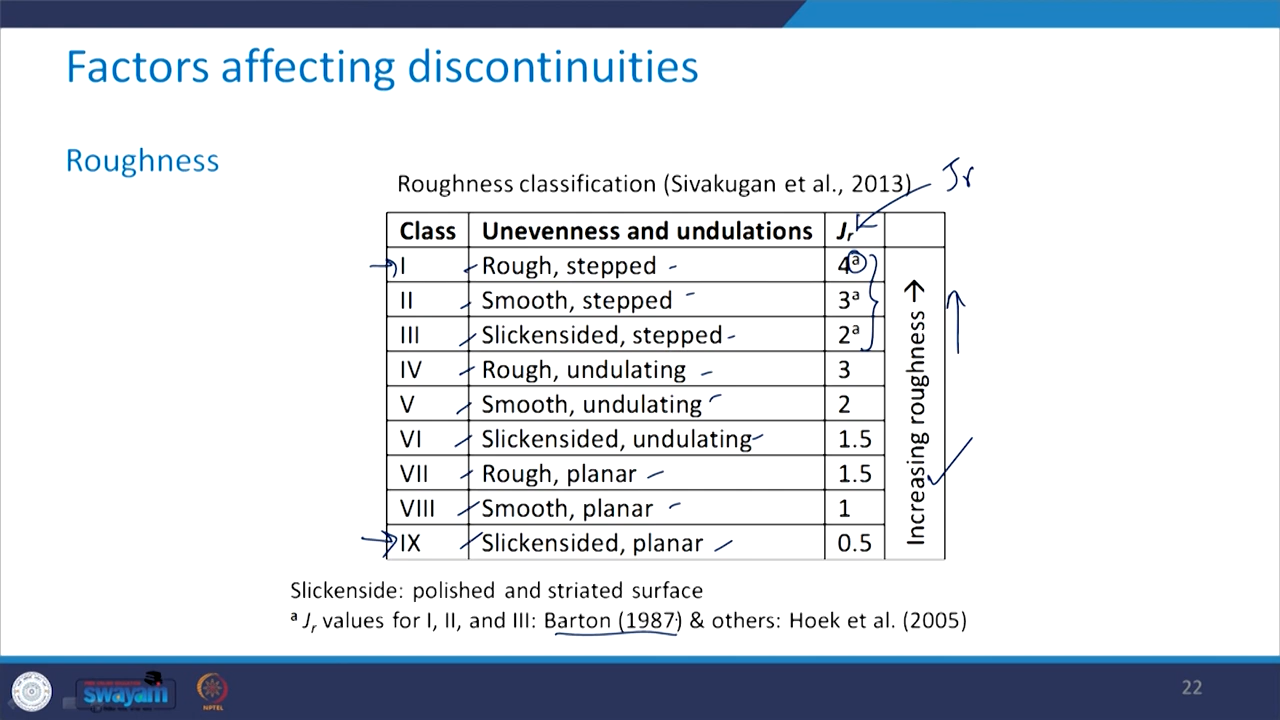 Factors affecting discontinuities
Roughness
Roughness classification (Sivakugan et al., 2013)
Jr
Class Unevenness and undulations Jr
I Rough, stepped 4a
II Smooth, stepped 3a
III Slickensided, stepped 2a
IV Rough, undulating 3
V Smooth, undulating 2
VI Slickensided, undulating 1.5
VII Rough, planar 1.5
VIII Smooth, planar 1
IX Slickensided, planar 0.5
Increasing roughness →
Slickenside: polished and striated surface
a Jr values for I, II, and III: Barton (1987) & others: Hoek et al. (2005)
swayam
NPTEL
22